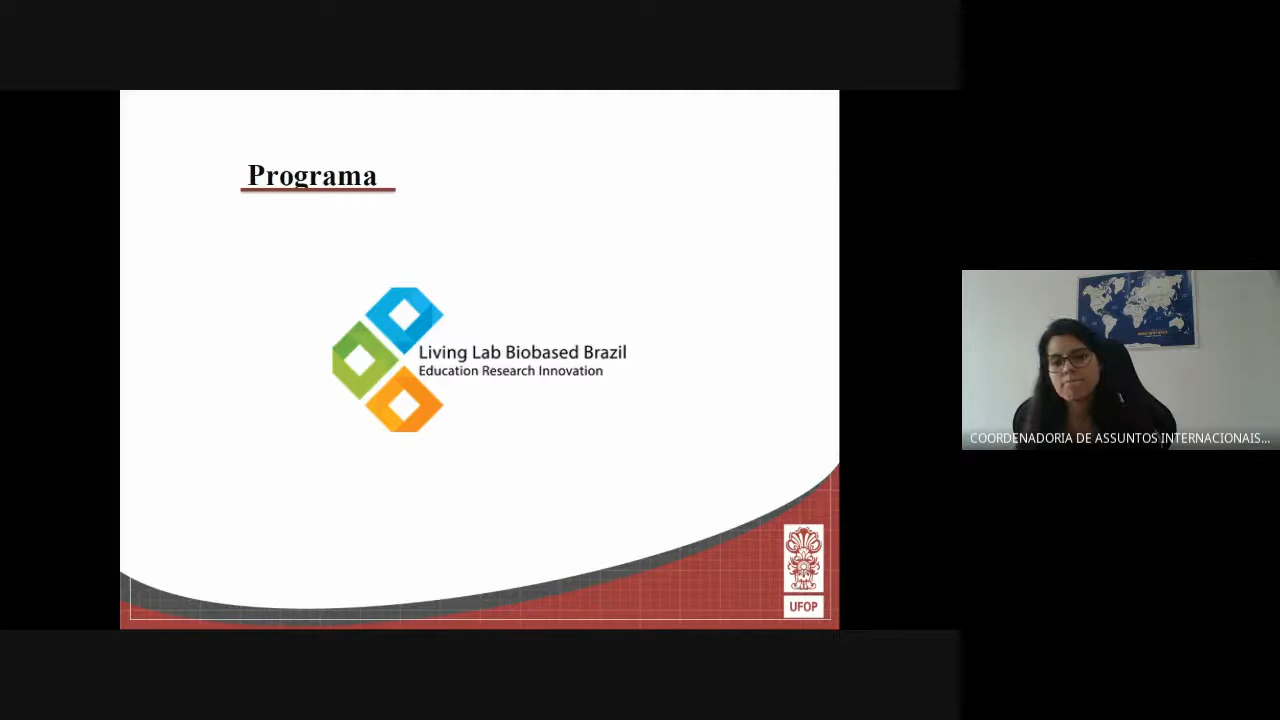 Programa
Living Lab Biobased Brazil
Education Research Innovation
UFOP
COORDENADORIA DE ASSUNTOS INTERNACIONAIS...